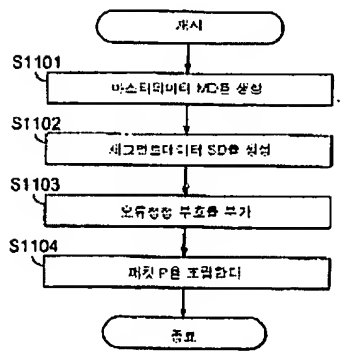 개시
S1101
마스터데이터 MD를 생성
S1102
세그먼트데이터 SD를 생성
S1103
오류정정 부호를 부가
S1104
패킷 P를 조립한다
종료